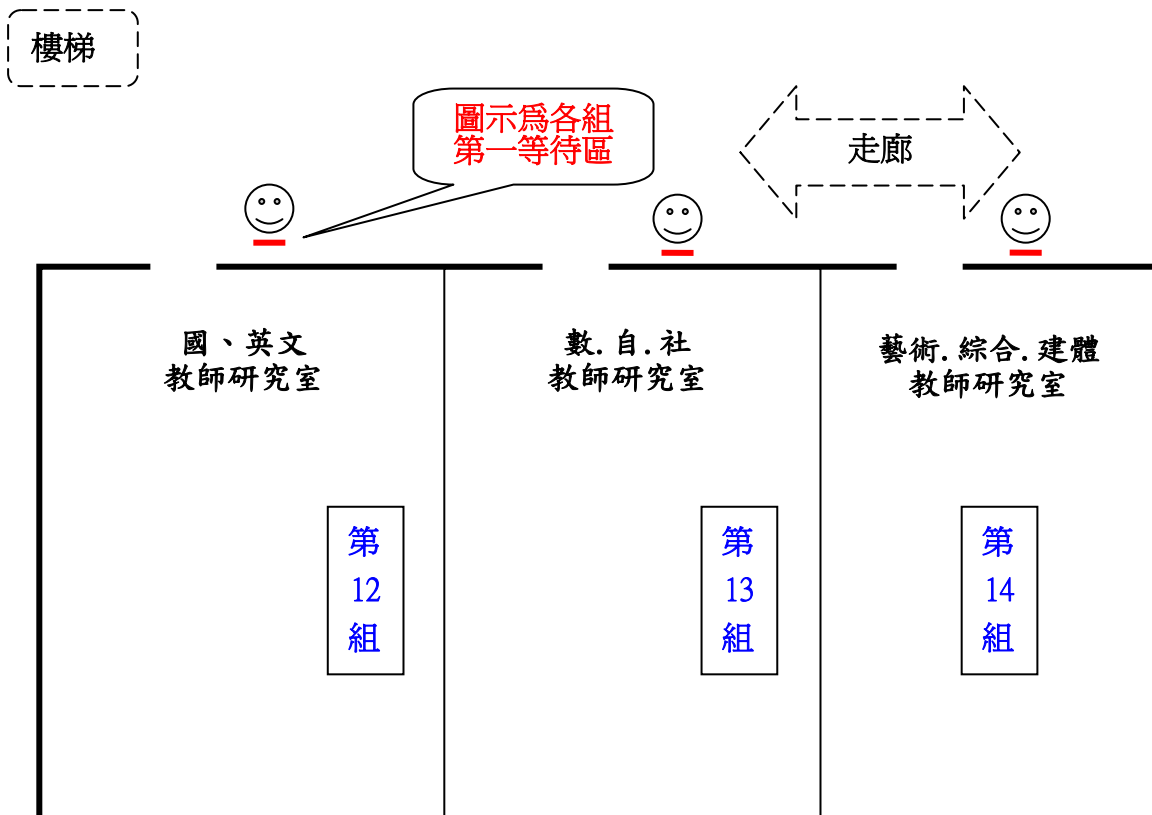 樓梯
圖示為各組
第一等待區
走廊
國、英文
教師研究室
數.自.社
教師研究室
藝術.綜合.建體
教師研究室
第
12
組
第
13
組
第
14
組